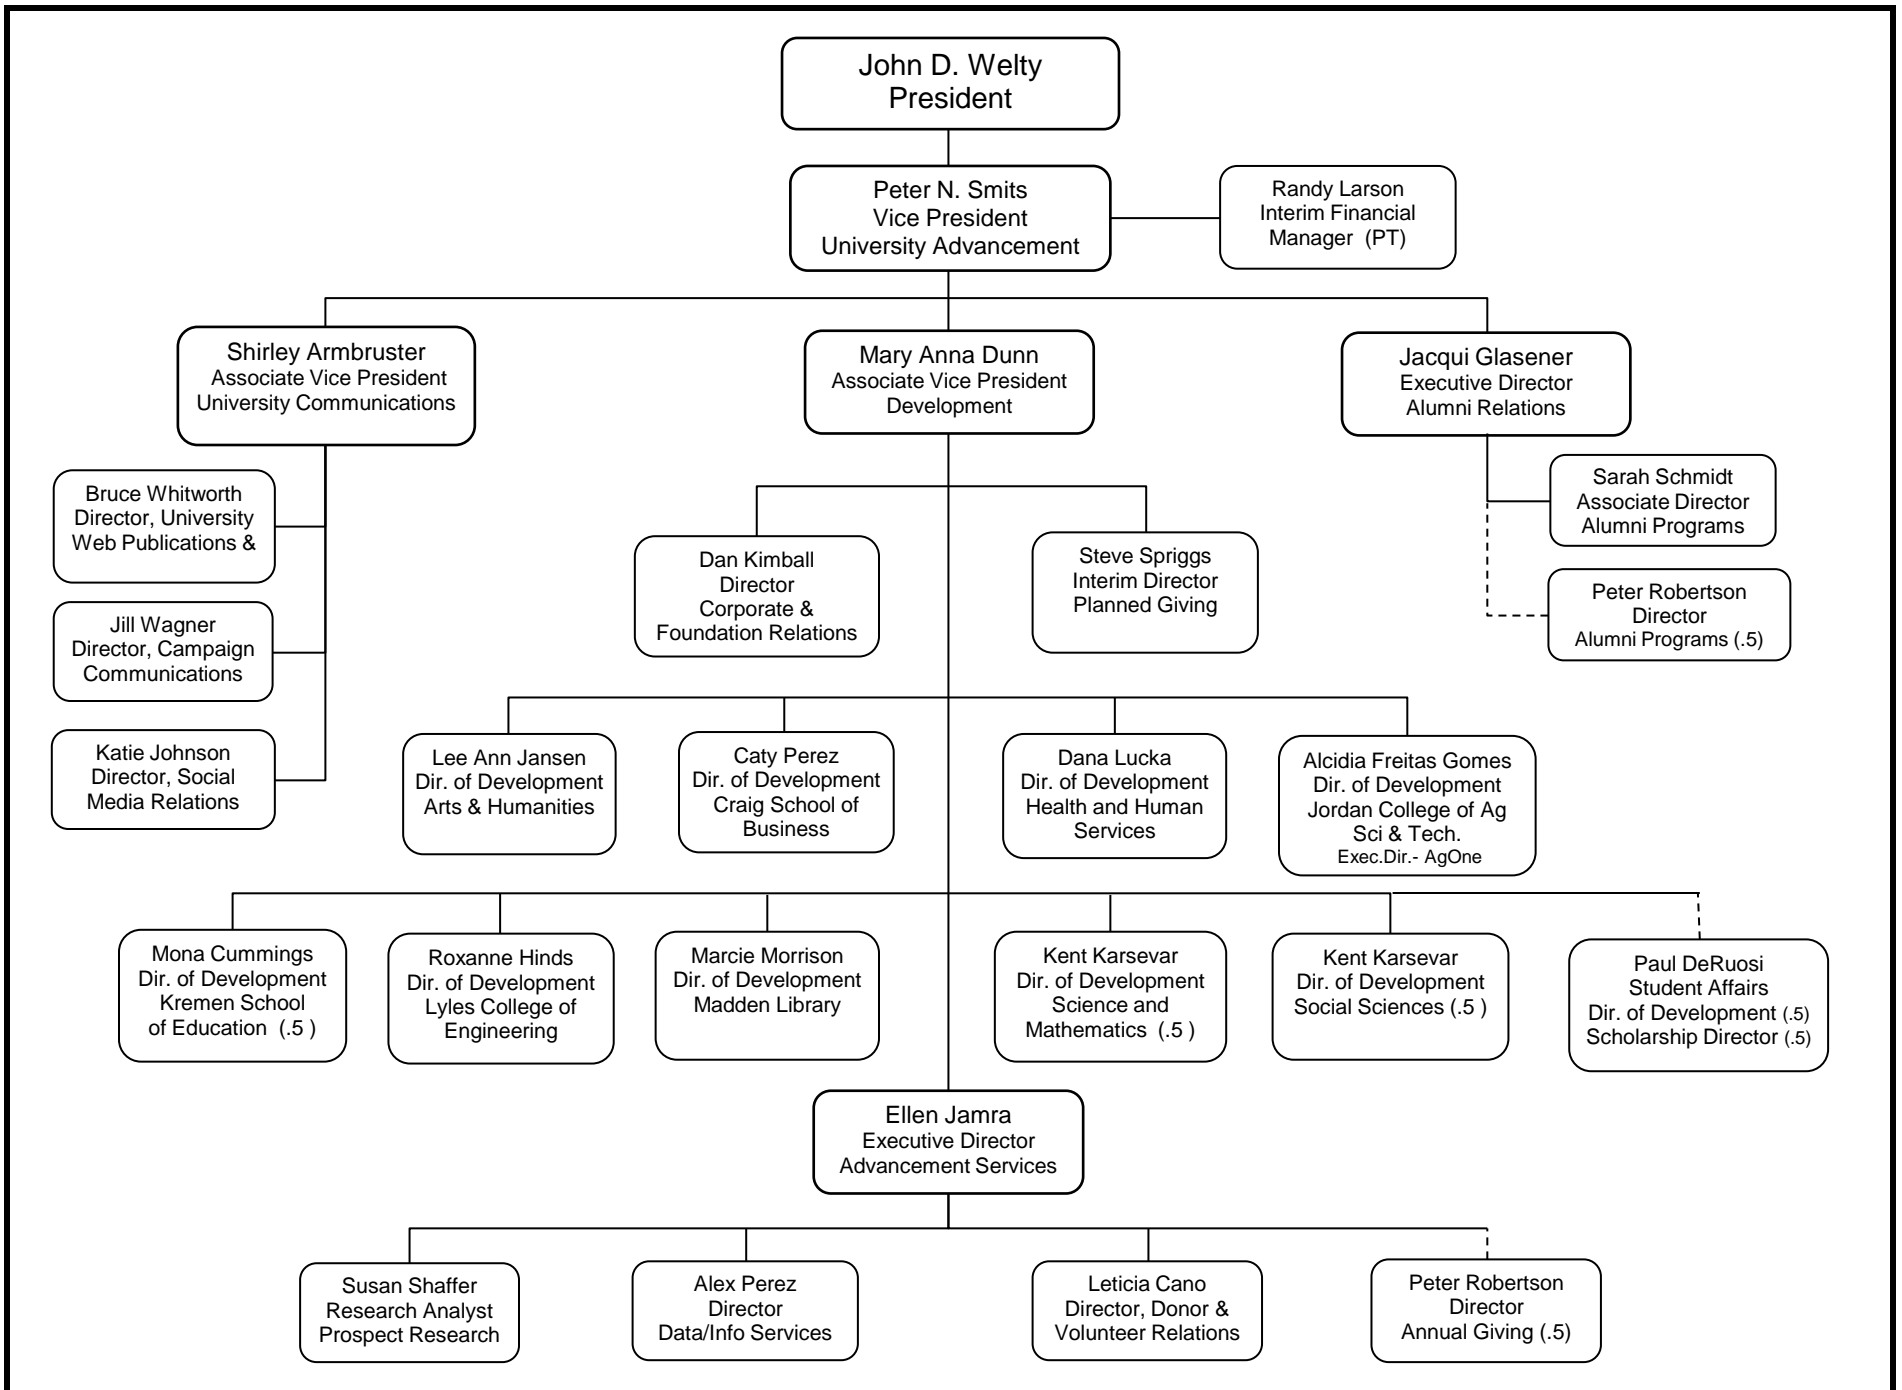 John D. Welty
President
Peter N. Smits
Vice President
University Advancement
Randy Larson
Interim Financial
Manager  (PT)
Shirley Armbruster
Associate Vice President
University Communications
Mary Anna Dunn
Associate Vice President
Development
Jacqui Glasener
Executive Director
Alumni Relations
Bruce Whitworth
Director, University
Web Publications &
Jill Wagner
Director, Campaign
Communications
Katie Johnson
Director, Social
Media Relations
Dan Kimball
Director
Corporate &
Foundation Relations
Steve Spriggs
Interim Director
Planned Giving
Sarah Schmidt
Associate Director
Alumni Programs
Peter Robertson
Director
Alumni Programs (.5)
Lee Ann Jansen
Dir. of Development
Arts & Humanities
Caty Perez
Dir. of Development
Craig School of
Business
Dana Lucka
Dir. of Development
Health and Human
Services
Alcidia Freitas Gomes
Dir. of Development
Jordan College of Ag
Sci & Tech.
Exec.Dir.- AgOne
Mona Cummings
Dir. of Development
Kremen School
of Education  (.5 )
Roxanne Hinds
Dir. of Development
Lyles College of
Engineering
Marcie Morrison
Dir. of Development
Madden Library
Kent Karsevar
Dir. of Development
Science and
Mathematics  (.5 )
Kent Karsevar
Dir. of Development
Social Sciences (.5 )
Paul DeRuosi
Student Affairs
Dir. of Development (.5)
Scholarship Director (.5)
Ellen Jamra
Executive Director
Advancement Services
Susan Shaffer
Research Analyst
Prospect Research
Alex Perez
Director
Data/Info Services
Leticia Cano
Director, Donor &
Volunteer Relations
Peter Robertson
Director
Annual Giving (.5)